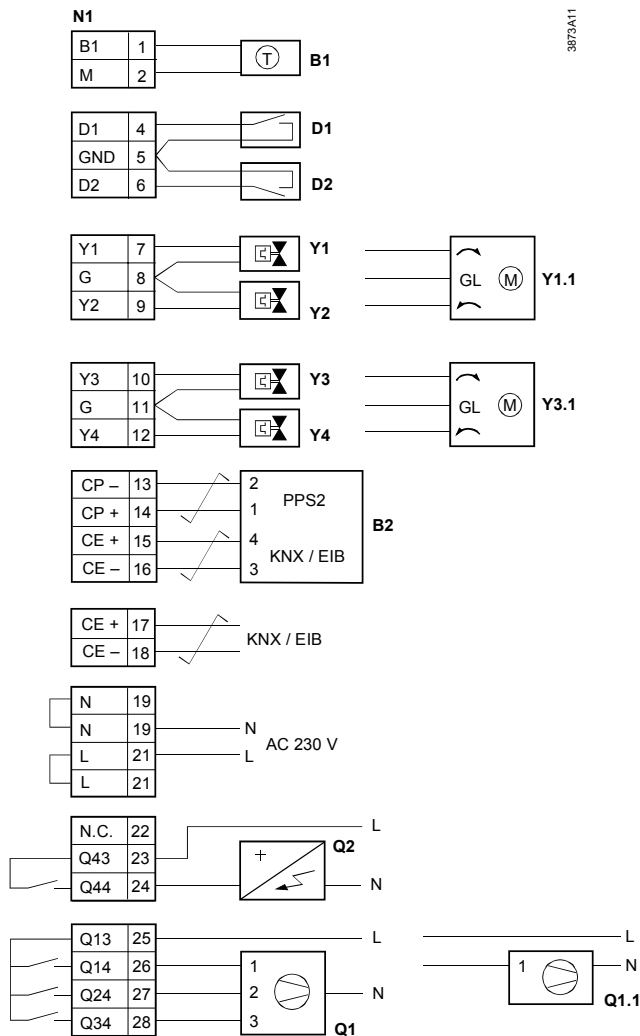 N1
3873A11
B1 1
M 2
T
B1
D1 4
GND 5
D2 6
D1
D2
Y1 7
G 8
Y2 9
Y1
Y2
GL M
Y1.1
Y3 10
G 11
Y4 12
Y3
Y4
GL M
Y3.1
CP – 13
CP + 14
CE + 15
CE – 16
2
PPS2
1
4
KNX / EIB
3
B2
CE + 17
CE – 18
KNX / EIB
N 19
N 19
L 21
L 21
N
L
AC 230 V
N.C. 22
Q43 23
Q44 24
+
L
Q2
N
Q13 25
Q14 26
Q24 27
Q34 28
L
1
2
3
N
Q1
L
1
N
Q1.1